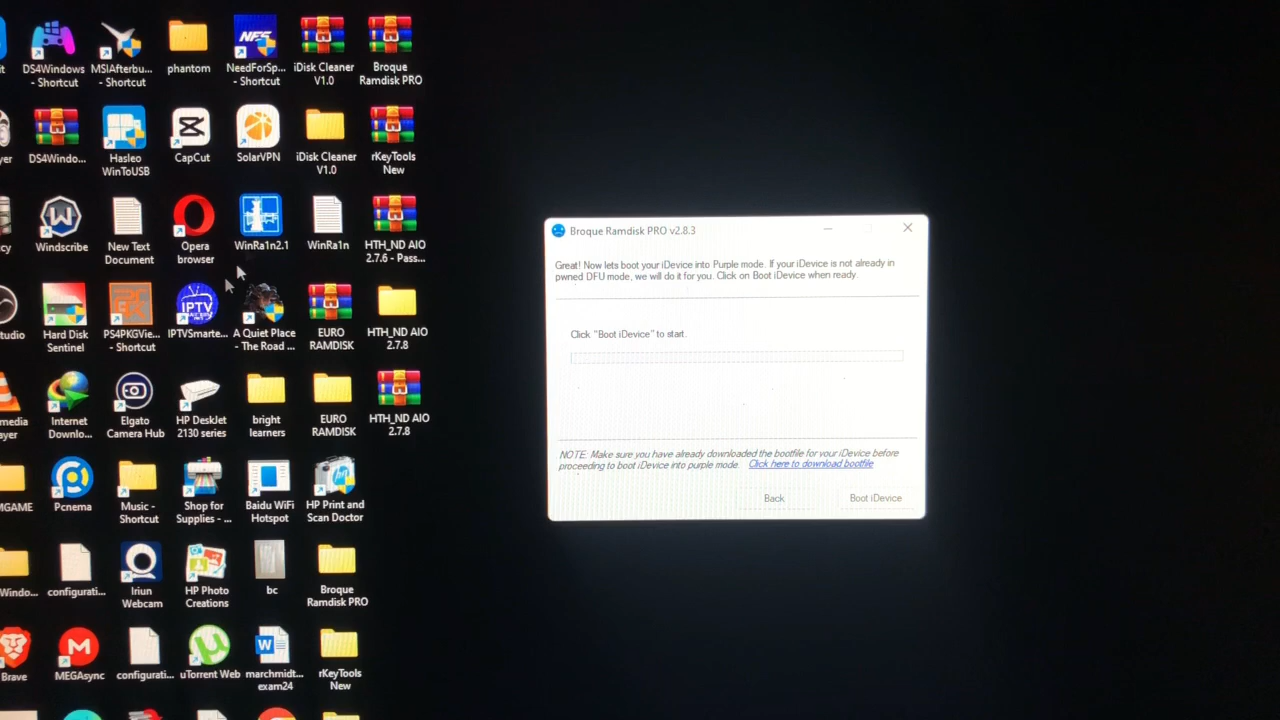 DS4Windows
- Shortcut
MSIAfterbu...
- Shortcut
phantom
NFS
NeedForSp...
- Shortcut
iDisk Cleaner
V1.0
Broque
Ramdisk PRO
DS4Windo...
Hasleo
WinToUSB
CapCut
SolarVPN
iDisk Cleaner
V1.0
rKeyTools
New
Windscribe
New Text
Document
Opera
browser
WinRa1n2.1
WinRa1n
HTH_ND AIO
2.7.6 - Pass...
Hard Disk
Sentinel
PS4PKGVie...
- Shortcut
IPTV
IPTVSmarte...
A Quiet Place
- The Road ...
EURO
RAMDISK
HTH_ND AIO
2.7.8
Internet
Downlo...
Elgato
Camera Hub
HP DeskJet
2130 series
bright
learners
EURO
RAMDISK
HTH_ND AIO
2.7.8
Pcnema
Music -
Shortcut
Shop for
Supplies - ...
Baidu WiFi
Hotspot
HP Print and
Scan Doctor
configurati...
Iriun
Webcam
HP Photo
Creations
bc
Broque
Ramdisk PRO
Brave
MEGAsync
configurati...
uTorrent Web
marchmidt...
exam24
rKeyTools
New
Broque Ramdisk PRO v2.8.3
Great! Now lets boot your iDevice into Purple mode. If your iDevice is not already in
pwned DFU mode, we will do it for you. Click on Boot iDevice when ready.
Click "Boot iDevice" to start.
NOTE: Make sure you have already downloaded the bootfile for your iDevice before
proceeding to boot iDevice into purple mode. Click here to download bootfile
Back
Boot iDevice